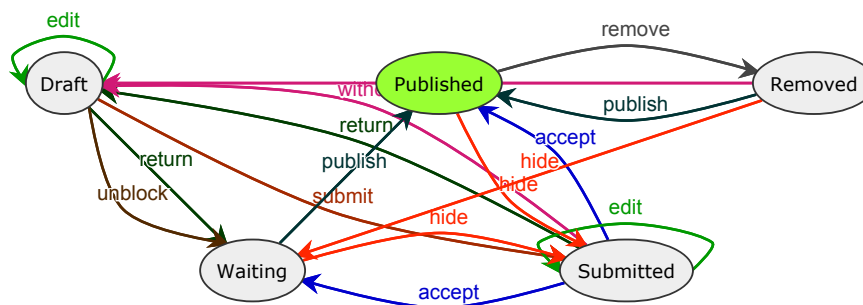 edit
remove
Draft
Published
Removed
with
publish
return
accept
return
publish
hide
hide
unblock
submit
edit
hide
Waiting
Submitted
accept